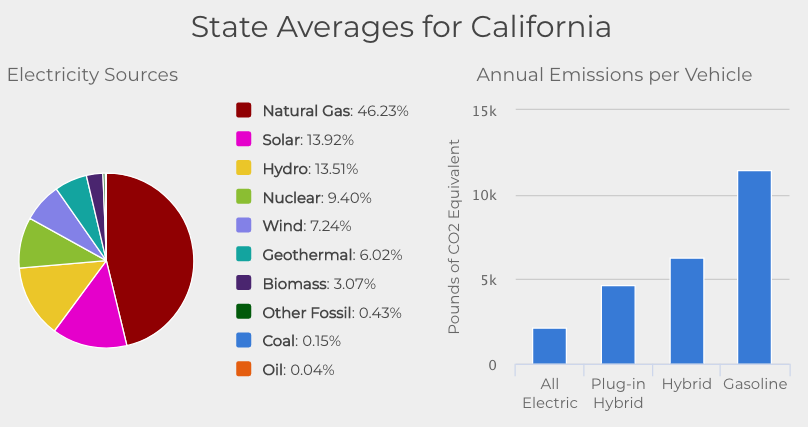 State Averages for California
Electricity Sources
Natural Gas: 46.23%
Solar: 13.92%
Hydro: 13.51%
Nuclear: 9.40%
Wind: 7.24%
Geothermal: 6.02%
Biomass: 3.07%
Other Fossil: 0.43%
Coal: 0.15%
Oil: 0.04%
Annual Emissions per Vehicle
Pounds of CO2 Equivalent
15k
10k
5k
0
All
Electric
Plug-in
Hybrid
Hybrid
Gasoline